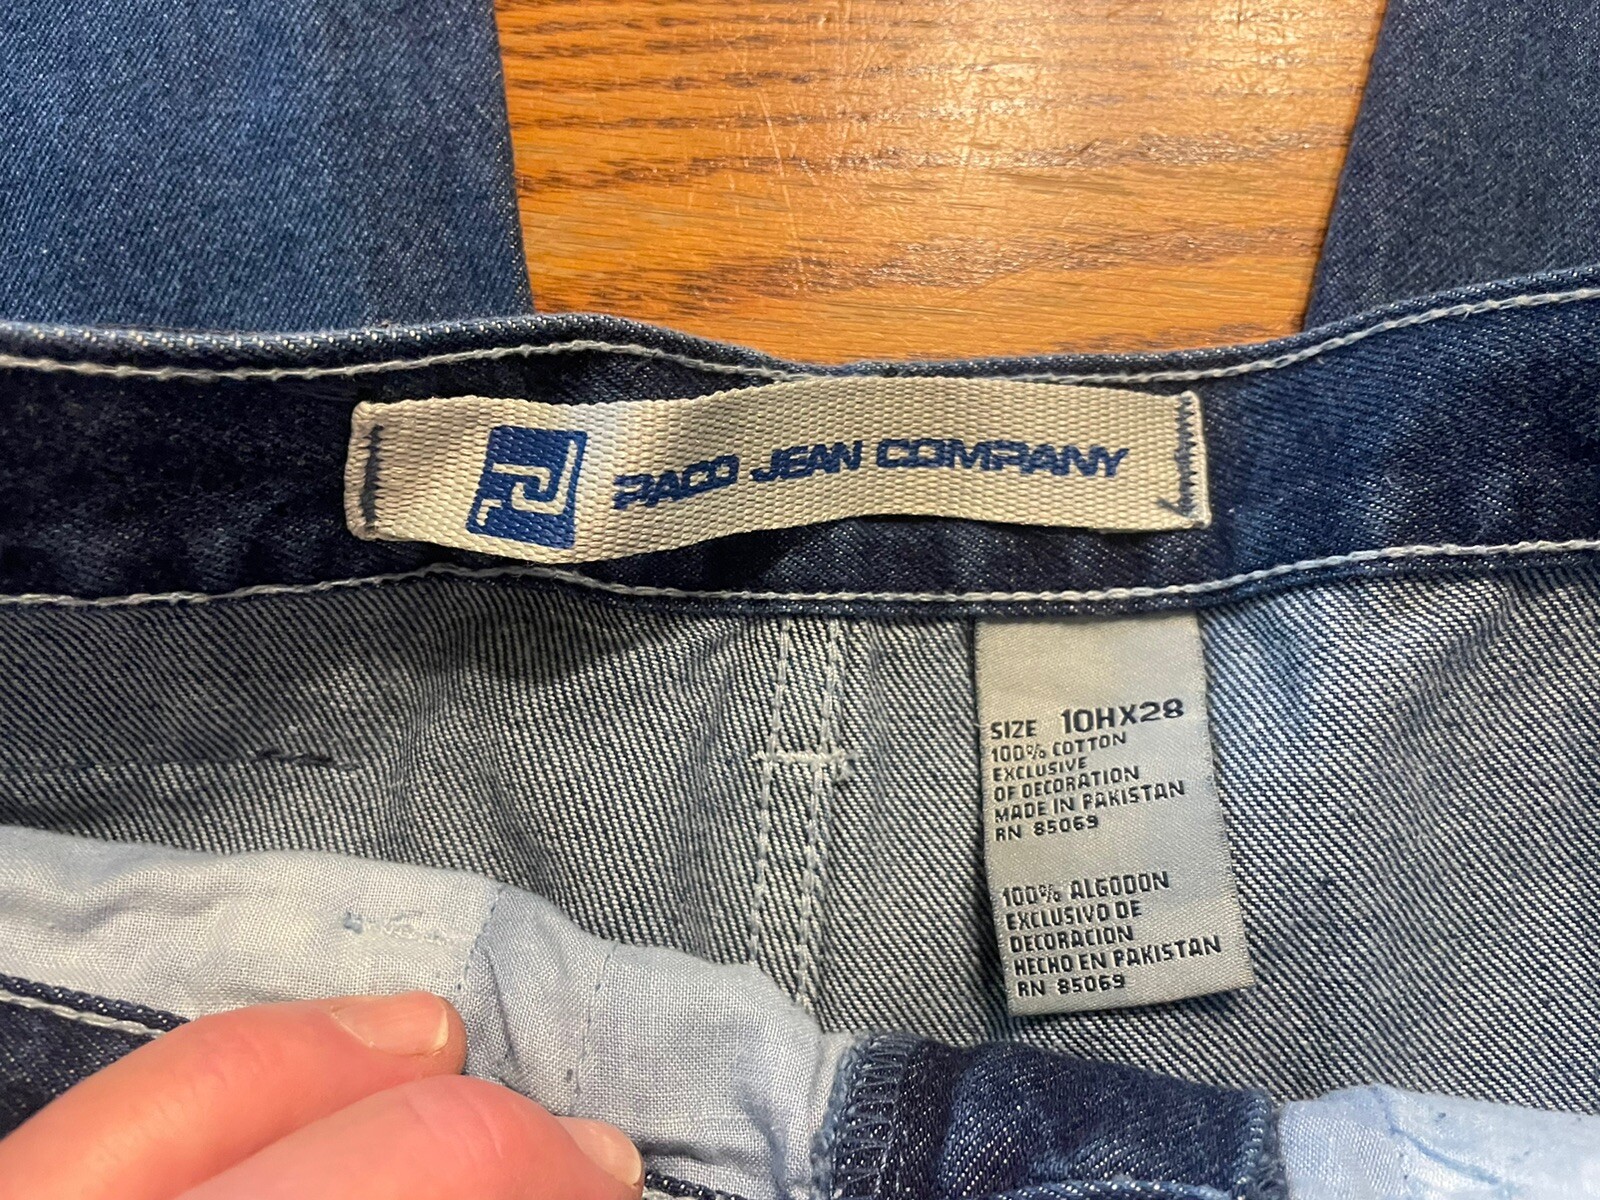 PACO JEAN COMPANY
SIZE 10HX28
100% COTTON
EXCLUSIVE
OF DECORATION
MADE IN PAKISTAN
RN 85069
100% ALGODON
EXCLUSIVO DE
DECORACION
HECHO EN PAKISTAN
RN 85069